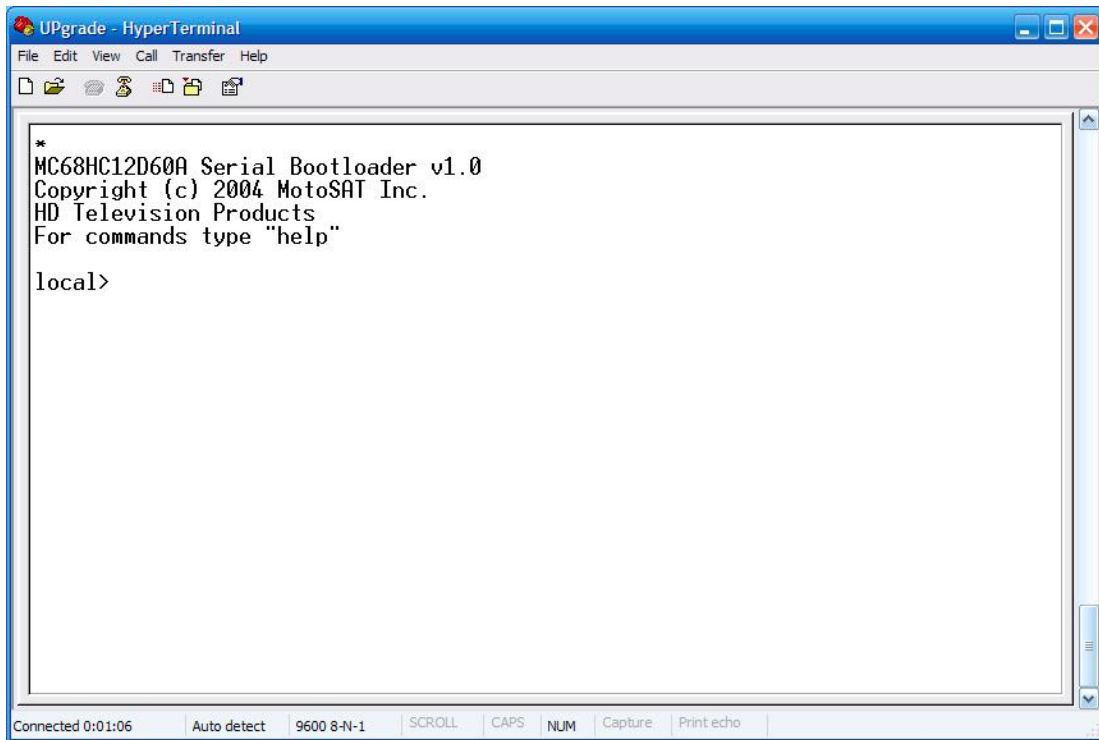 UPgrade - HyperTerminal
File Edit View Call Transfer Help
*
MC68HC12D60A Serial Bootloader v1.0
Copyright (c) 2004 MotoSAT Inc.
HD Television Products
For commands type "help"
local>
Connected 0:01:06 Auto detect 9600 8-N-1 SCROLL CAPS NUM Capture Print echo